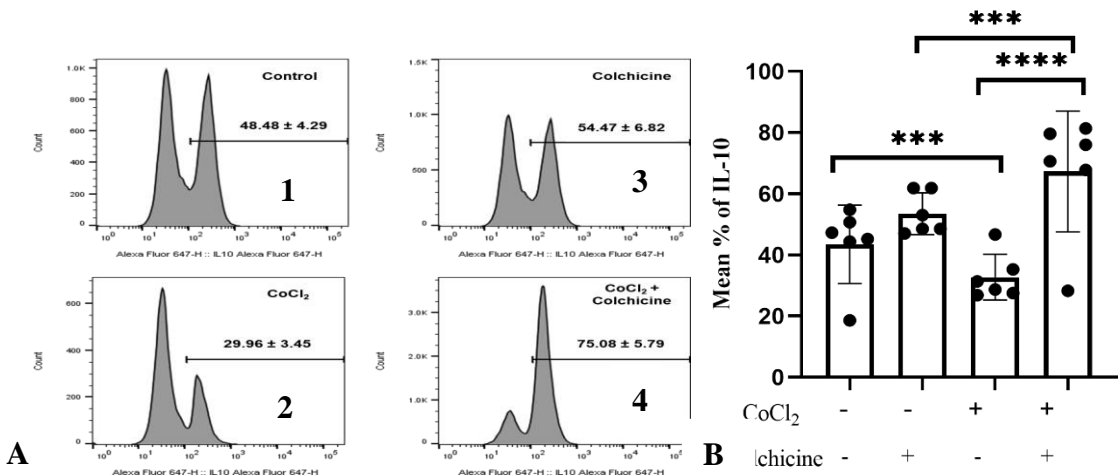 Control
48.48 ± 4.29
1
1.0K
800
600
400
200
0
Count
10^0 10^1 10^2 10^3 10^4 10^5
Alexa Fluor 647-H :: IL10 Alexa Fluor 647-H
Colchicine
54.47 ± 6.82
3
1.5K
1.0K
500
0
Count
10^0 10^1 10^2 10^3 10^4 10^5
Alexa Fluor 647-H :: IL10 Alexa Fluor 647-H
CoCl₂
29.96 ± 3.45
2
600
400
200
0
Count
10^0 10^1 10^2 10^3 10^4 10^5
Alexa Fluor 647-H :: IL10 Alexa Fluor 647-H
CoCl₂ +
Colchicine
75.08 ± 5.79
4
4.0K
3.0K
2.0K
1.0K
0
Count
10^0 10^1 10^2 10^3 10^4 10^5
Alexa Fluor 647-H :: IL10 Alexa Fluor 647-H
A
***
****
***
100
80
60
40
20
0
Mean % of IL-10
CoCl₂ - - + +
lchicine - + - +
B